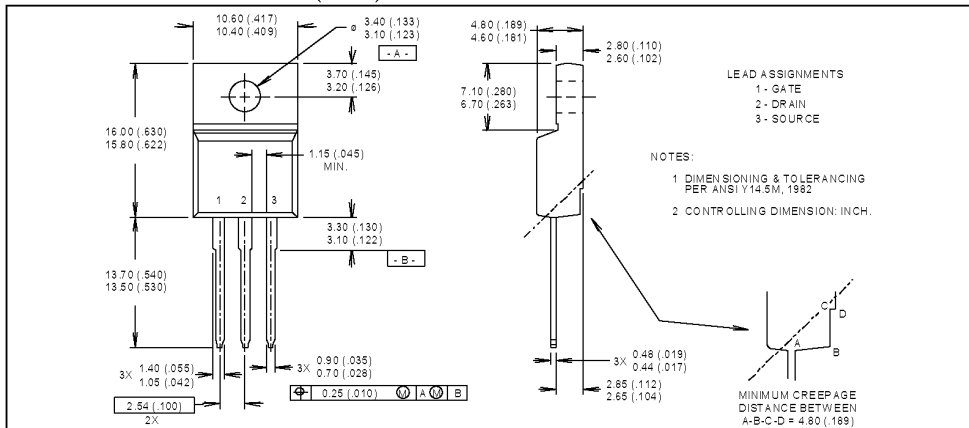 10.60 (.417)
10.40 (.409)
ø 3.40 (.133)
3.10 (.123)
- A -
3.70 (.145)
3.20 (.126)
16.00 (.630)
15.80 (.622)
1.15 (.045)
MIN.
1 2 3
3.30 (.130)
3.10 (.122)
- B -
13.70 (.540)
13.50 (.530)
3X 1.40 (.055)
1.05 (.042)
3X 0.90 (.035)
0.70 (.028)
2.54 (.100)
2X
0.25 (.010) M A M B
4.80 (.189)
4.60 (.181)
2.80 (.110)
2.60 (.102)
7.10 (.280)
6.70 (.263)
3X 0.48 (.019)
0.44 (.017)
2.85 (.112)
2.65 (.104)
LEAD ASSIGNMENTS
1 - GATE
2 - DRAIN
3 - SOURCE
NOTES:
1 DIMENSIONING & TOLERANCING
PER ANSI Y14.5M, 1982
2 CONTROLLING DIMENSION: INCH.
C
D
A
B
MINIMUM CREEPAGE
DISTANCE BETWEEN
A-B-C-D = 4.80 (.189)